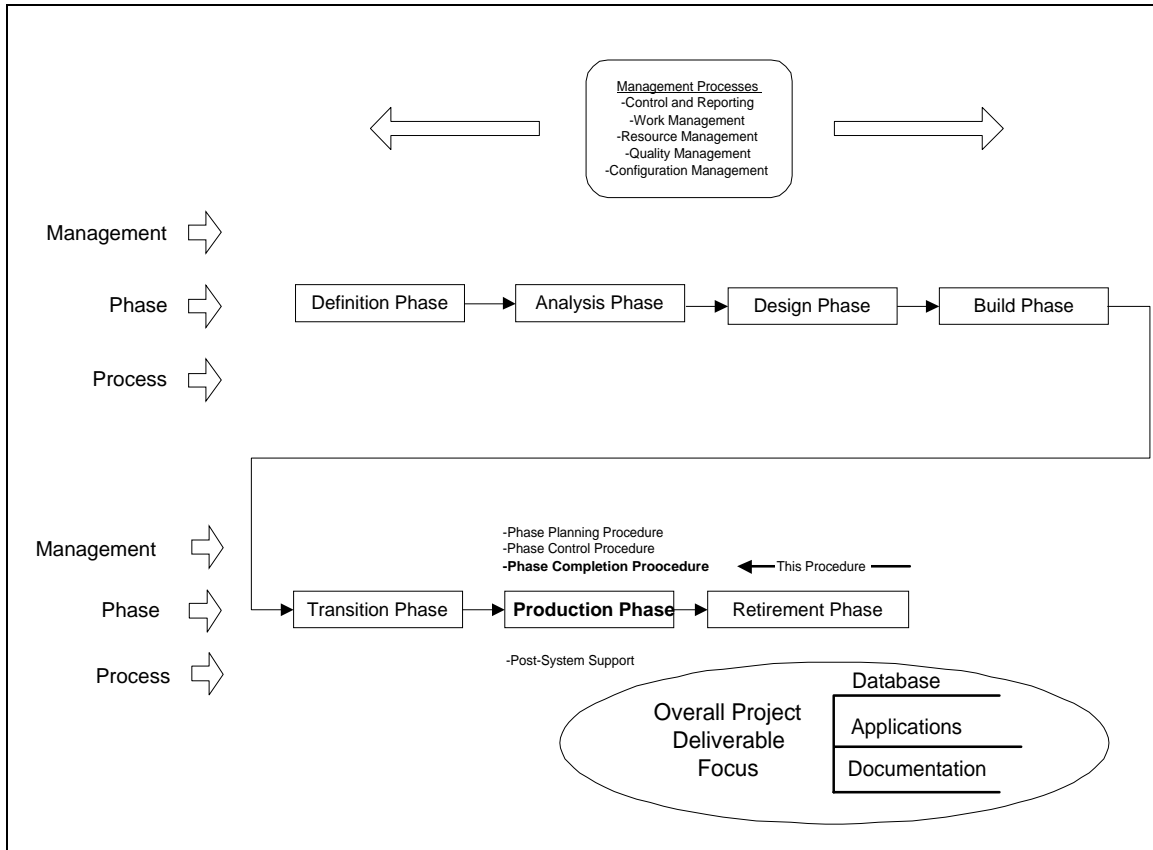 Management Processes
-Control and Reporting
-Work Management
-Resource Management
-Quality Management
-Configuration Management
Management
Phase
Definition Phase
Analysis Phase
Design Phase
Build Phase
Process
Management
-Phase Planning Procedure
-Phase Control Procedure
-Phase Completion Proocedure
This Procedure
Phase
Transition Phase
Production Phase
Retirement Phase
Process
-Post-System Support
Overall Project
Deliverable
Focus
Database
Applications
Documentation